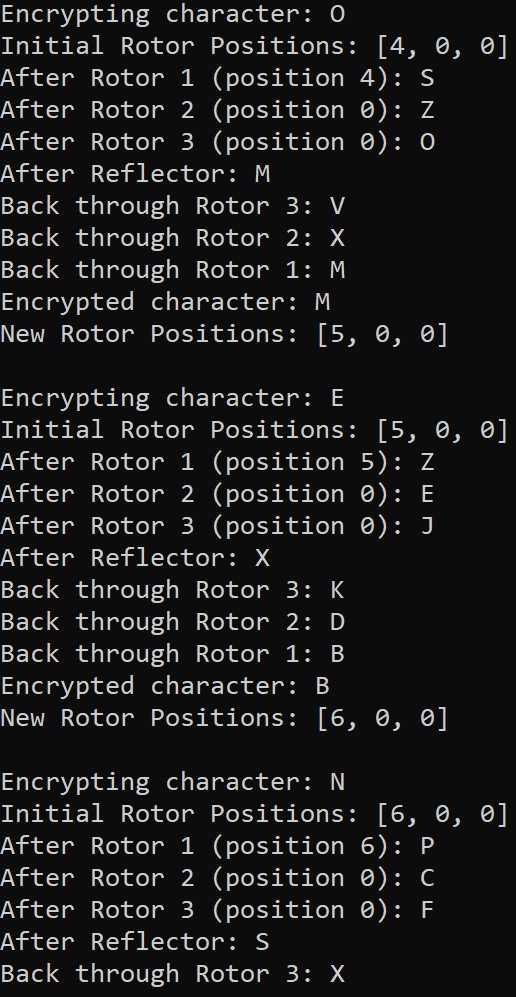 Encrypting character: O
Initial Rotor Positions: [4, 0, 0]
After Rotor 1 (position 4): S
After Rotor 2 (position 0): Z
After Rotor 3 (position 0): O
After Reflector: M
Back through Rotor 3: V
Back through Rotor 2: X
Back through Rotor 1: M
Encrypted character: M
New Rotor Positions: [5, 0, 0]

Encrypting character: E
Initial Rotor Positions: [5, 0, 0]
After Rotor 1 (position 5): Z
After Rotor 2 (position 0): E
After Rotor 3 (position 0): J
After Reflector: X
Back through Rotor 3: K
Back through Rotor 2: D
Back through Rotor 1: B
Encrypted character: B
New Rotor Positions: [6, 0, 0]

Encrypting character: N
Initial Rotor Positions: [6, 0, 0]
After Rotor 1 (position 6): P
After Rotor 2 (position 0): C
After Rotor 3 (position 0): F
After Reflector: S
Back through Rotor 3: X